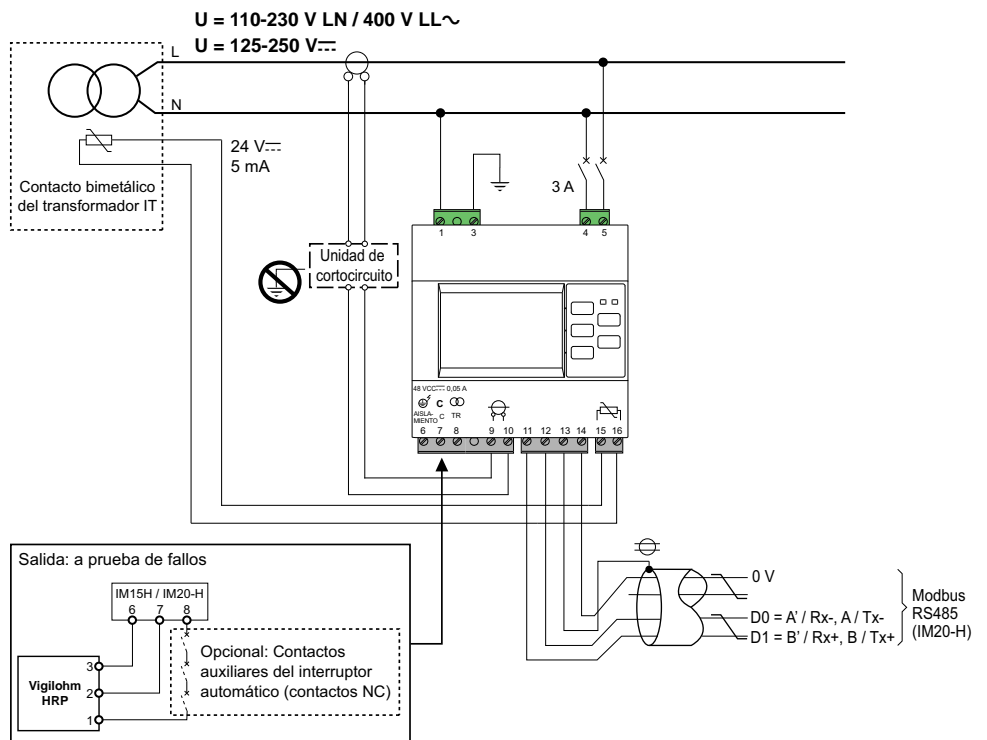 U = 110-230 V LN / 400 V LL∿
U = 125-250 V⎓
L
N
24 V⎓
5 mA
Contacto bimetálico
del transformador IT
3 A
1 3 4 5
Unidad de
cortocircuito
48 VCC⎓ 0,05 A
C
AISLA-
MIENTO C TR
6 7 8 9 10 11 12 13 14 15 16
Salida: a prueba de fallos
IM15H / IM20-H
6 7 8
Vigilohm
HRP
3
2
1
Opcional: Contactos
auxiliares del interruptor
automático (contactos NC)
0 V
D0 = A’ / Rx-, A / Tx-
D1 = B’ / Rx+, B / Tx+
Modbus
RS485
(IM20-H)